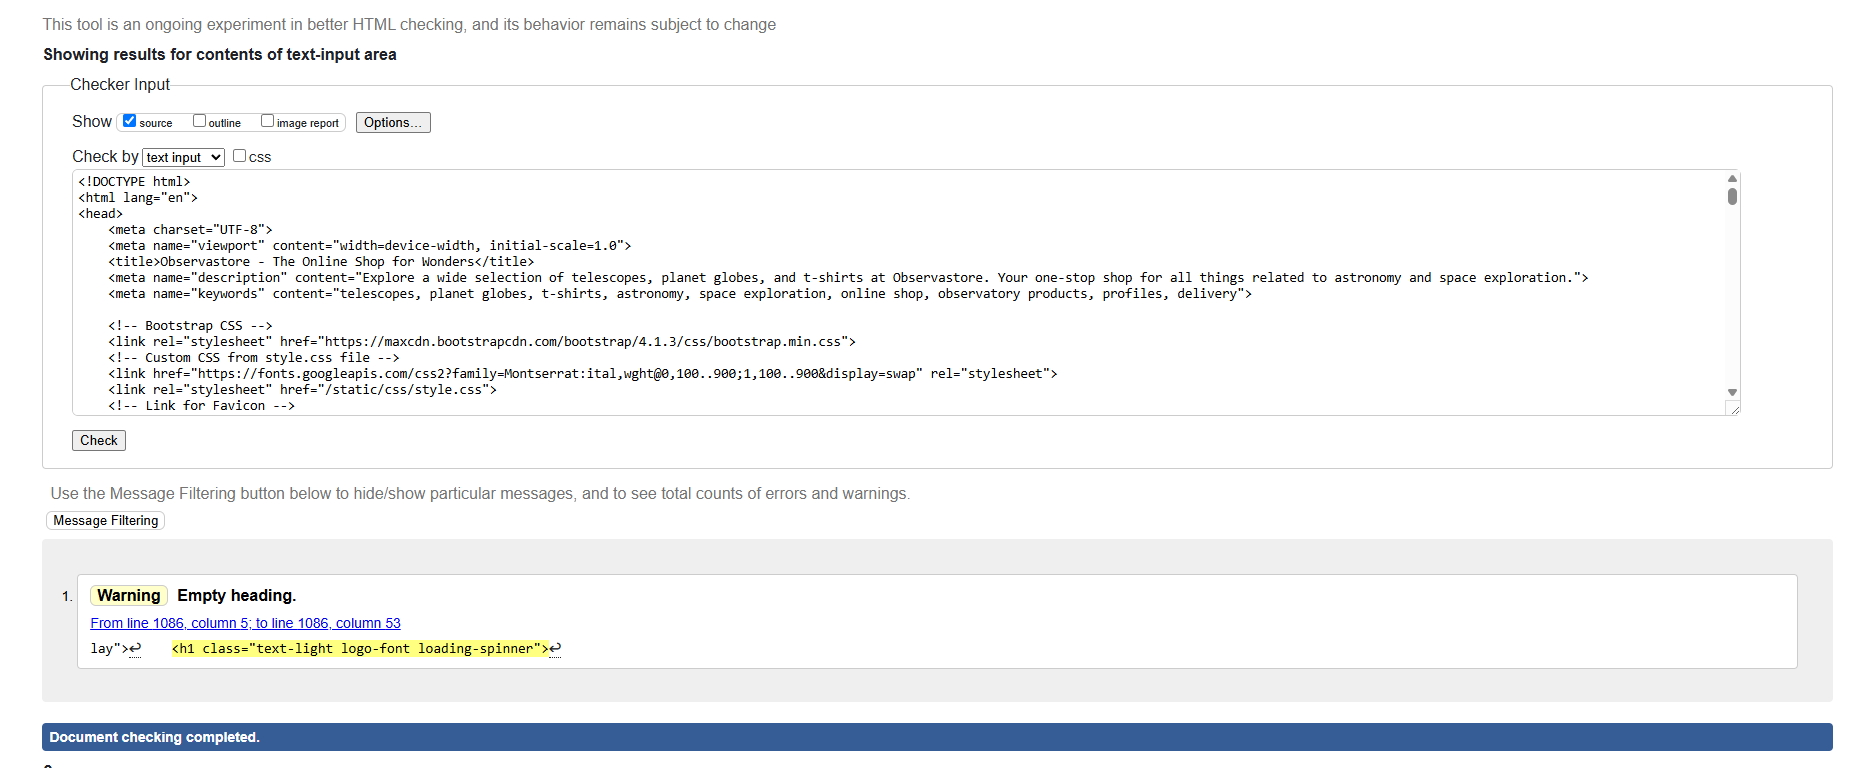 This tool is an ongoing experiment in better HTML checking, and its behavior remains subject to change
Showing results for contents of text-input area
Checker Input
Show source outline image report Options...
Check by text input css
<!DOCTYPE html>
<html lang="en">
<head>
    <meta charset="UTF-8">
    <meta name="viewport" content="width=device-width, initial-scale=1.0">
    <title>Observastore - The Online Shop for Wonders</title>
    <meta name="description" content="Explore a wide selection of telescopes, planet globes, and t-shirts at Observastore. Your one-stop shop for all things related to astronomy and space exploration.">
    <meta name="keywords" content="telescopes, planet globes, t-shirts, astronomy, space exploration, online shop, observatory products, profiles, delivery">
    <!-- Bootstrap CSS -->
    <link rel="stylesheet" href="https://maxcdn.bootstrapcdn.com/bootstrap/4.1.3/css/bootstrap.min.css">
    <!-- Custom CSS from style.css file -->
    <link href="https://fonts.googleapis.com/css2?family=Montserrat:ital,wght@0,100..900;1,100..900&display=swap" rel="stylesheet">
    <link rel="stylesheet" href="/static/css/style.css">
    <!-- Link for Favicon -->
Check
Use the Message Filtering button below to hide/show particular messages, and to see total counts of errors and warnings.
Message Filtering
1. Warning Empty heading.
From line 1086, column 5; to line 1086, column 53
lay">↩    <h1 class="text-light logo-font loading-spinner">↩
Document checking completed.